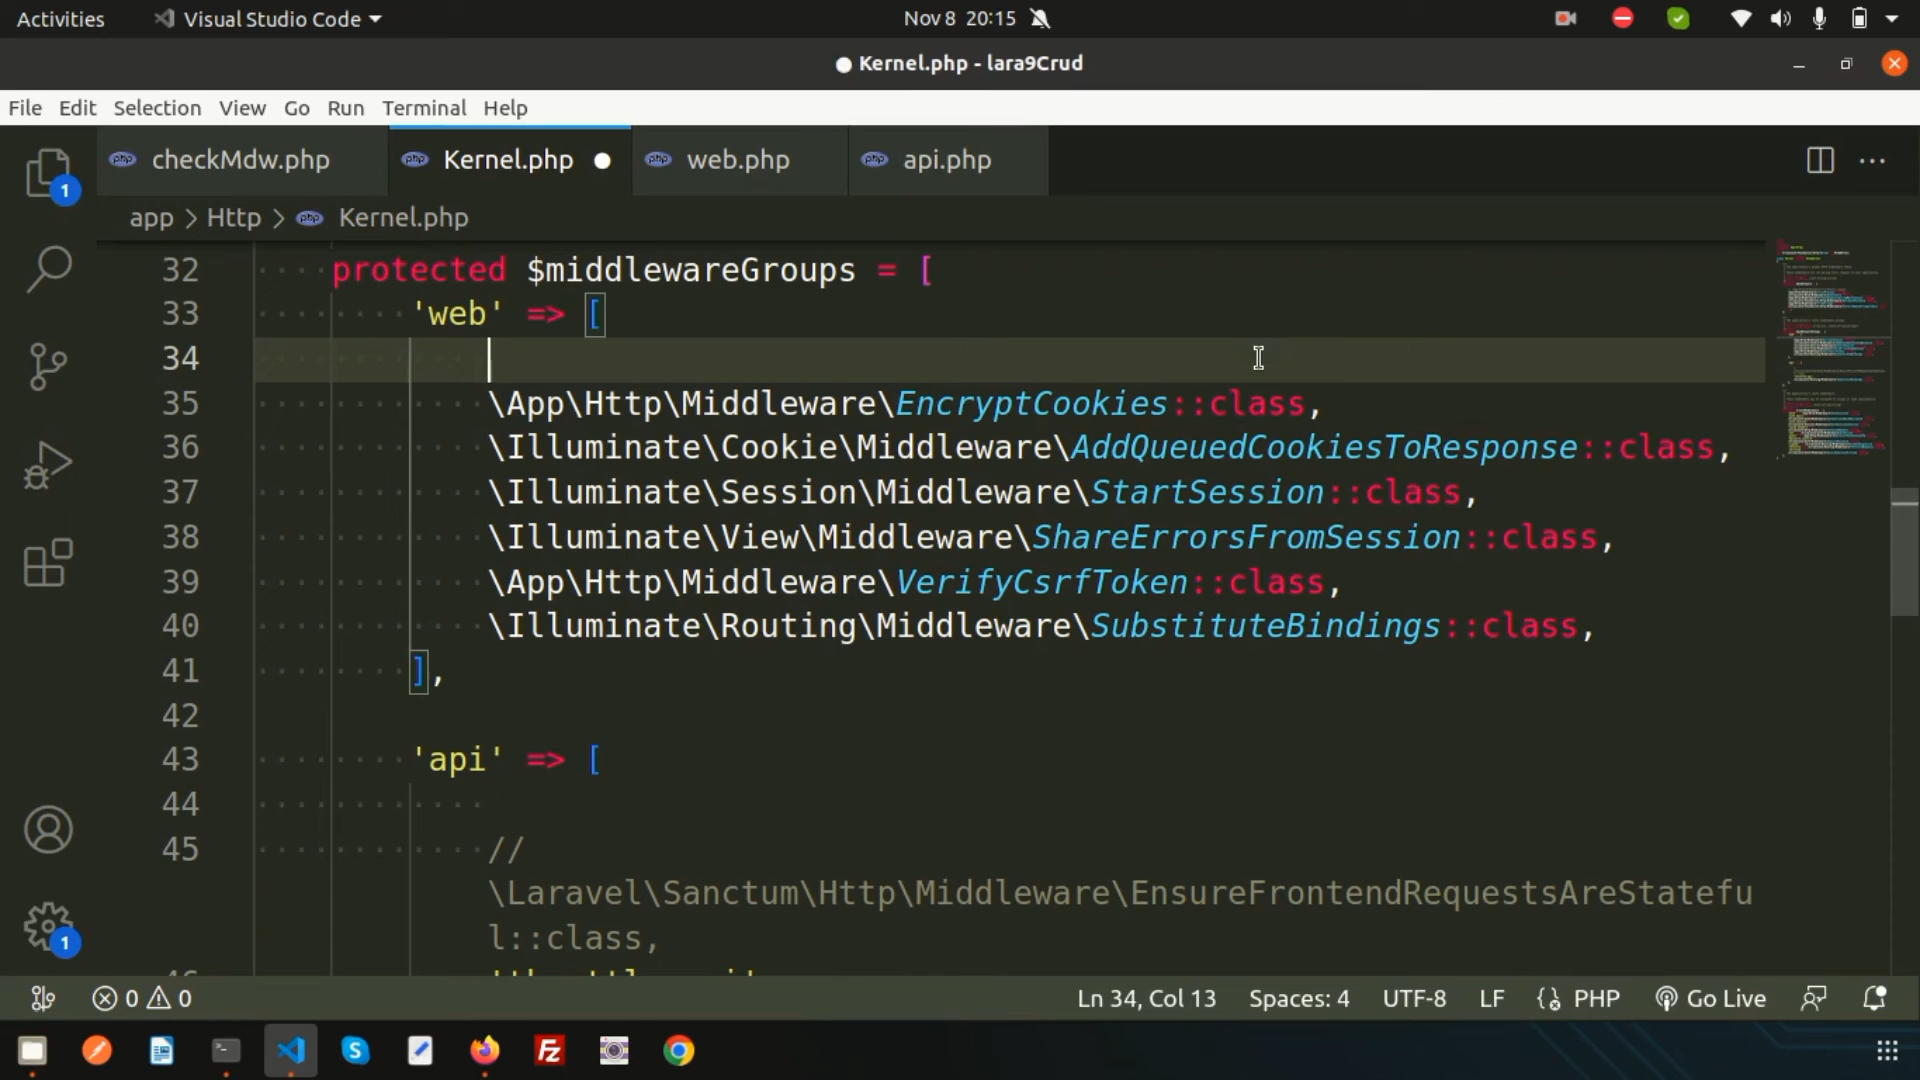 Activities Visual Studio Code Nov 8 20:15
Kernel.php - lara9Crud
File Edit Selection View Go Run Terminal Help
checkMdw.php Kernel.php web.php api.php
app > Http > Kernel.php
32 protected $middlewareGroups = [
33 'web' => [
34
35 \App\Http\Middleware\EncryptCookies::class,
36 \Illuminate\Cookie\Middleware\AddQueuedCookiesToResponse::class,
37 \Illuminate\Session\Middleware\StartSession::class,
38 \Illuminate\View\Middleware\ShareErrorsFromSession::class,
39 \App\Http\Middleware\VerifyCsrfToken::class,
40 \Illuminate\Routing\Middleware\SubstituteBindings::class,
41 ],
42
43 'api' => [
44
45 //
\Laravel\Sanctum\Http\Middleware\EnsureFrontendRequestsAreStatefu
l::class,
1
1
0 0 Ln 34, Col 13 Spaces: 4 UTF-8 LF PHP Go Live